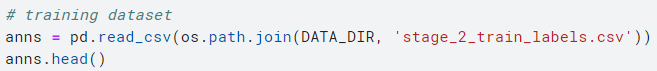 # training dataset
anns = pd.read_csv(os.path.join(DATA_DIR, 'stage_2_train_labels.csv'))
anns.head()